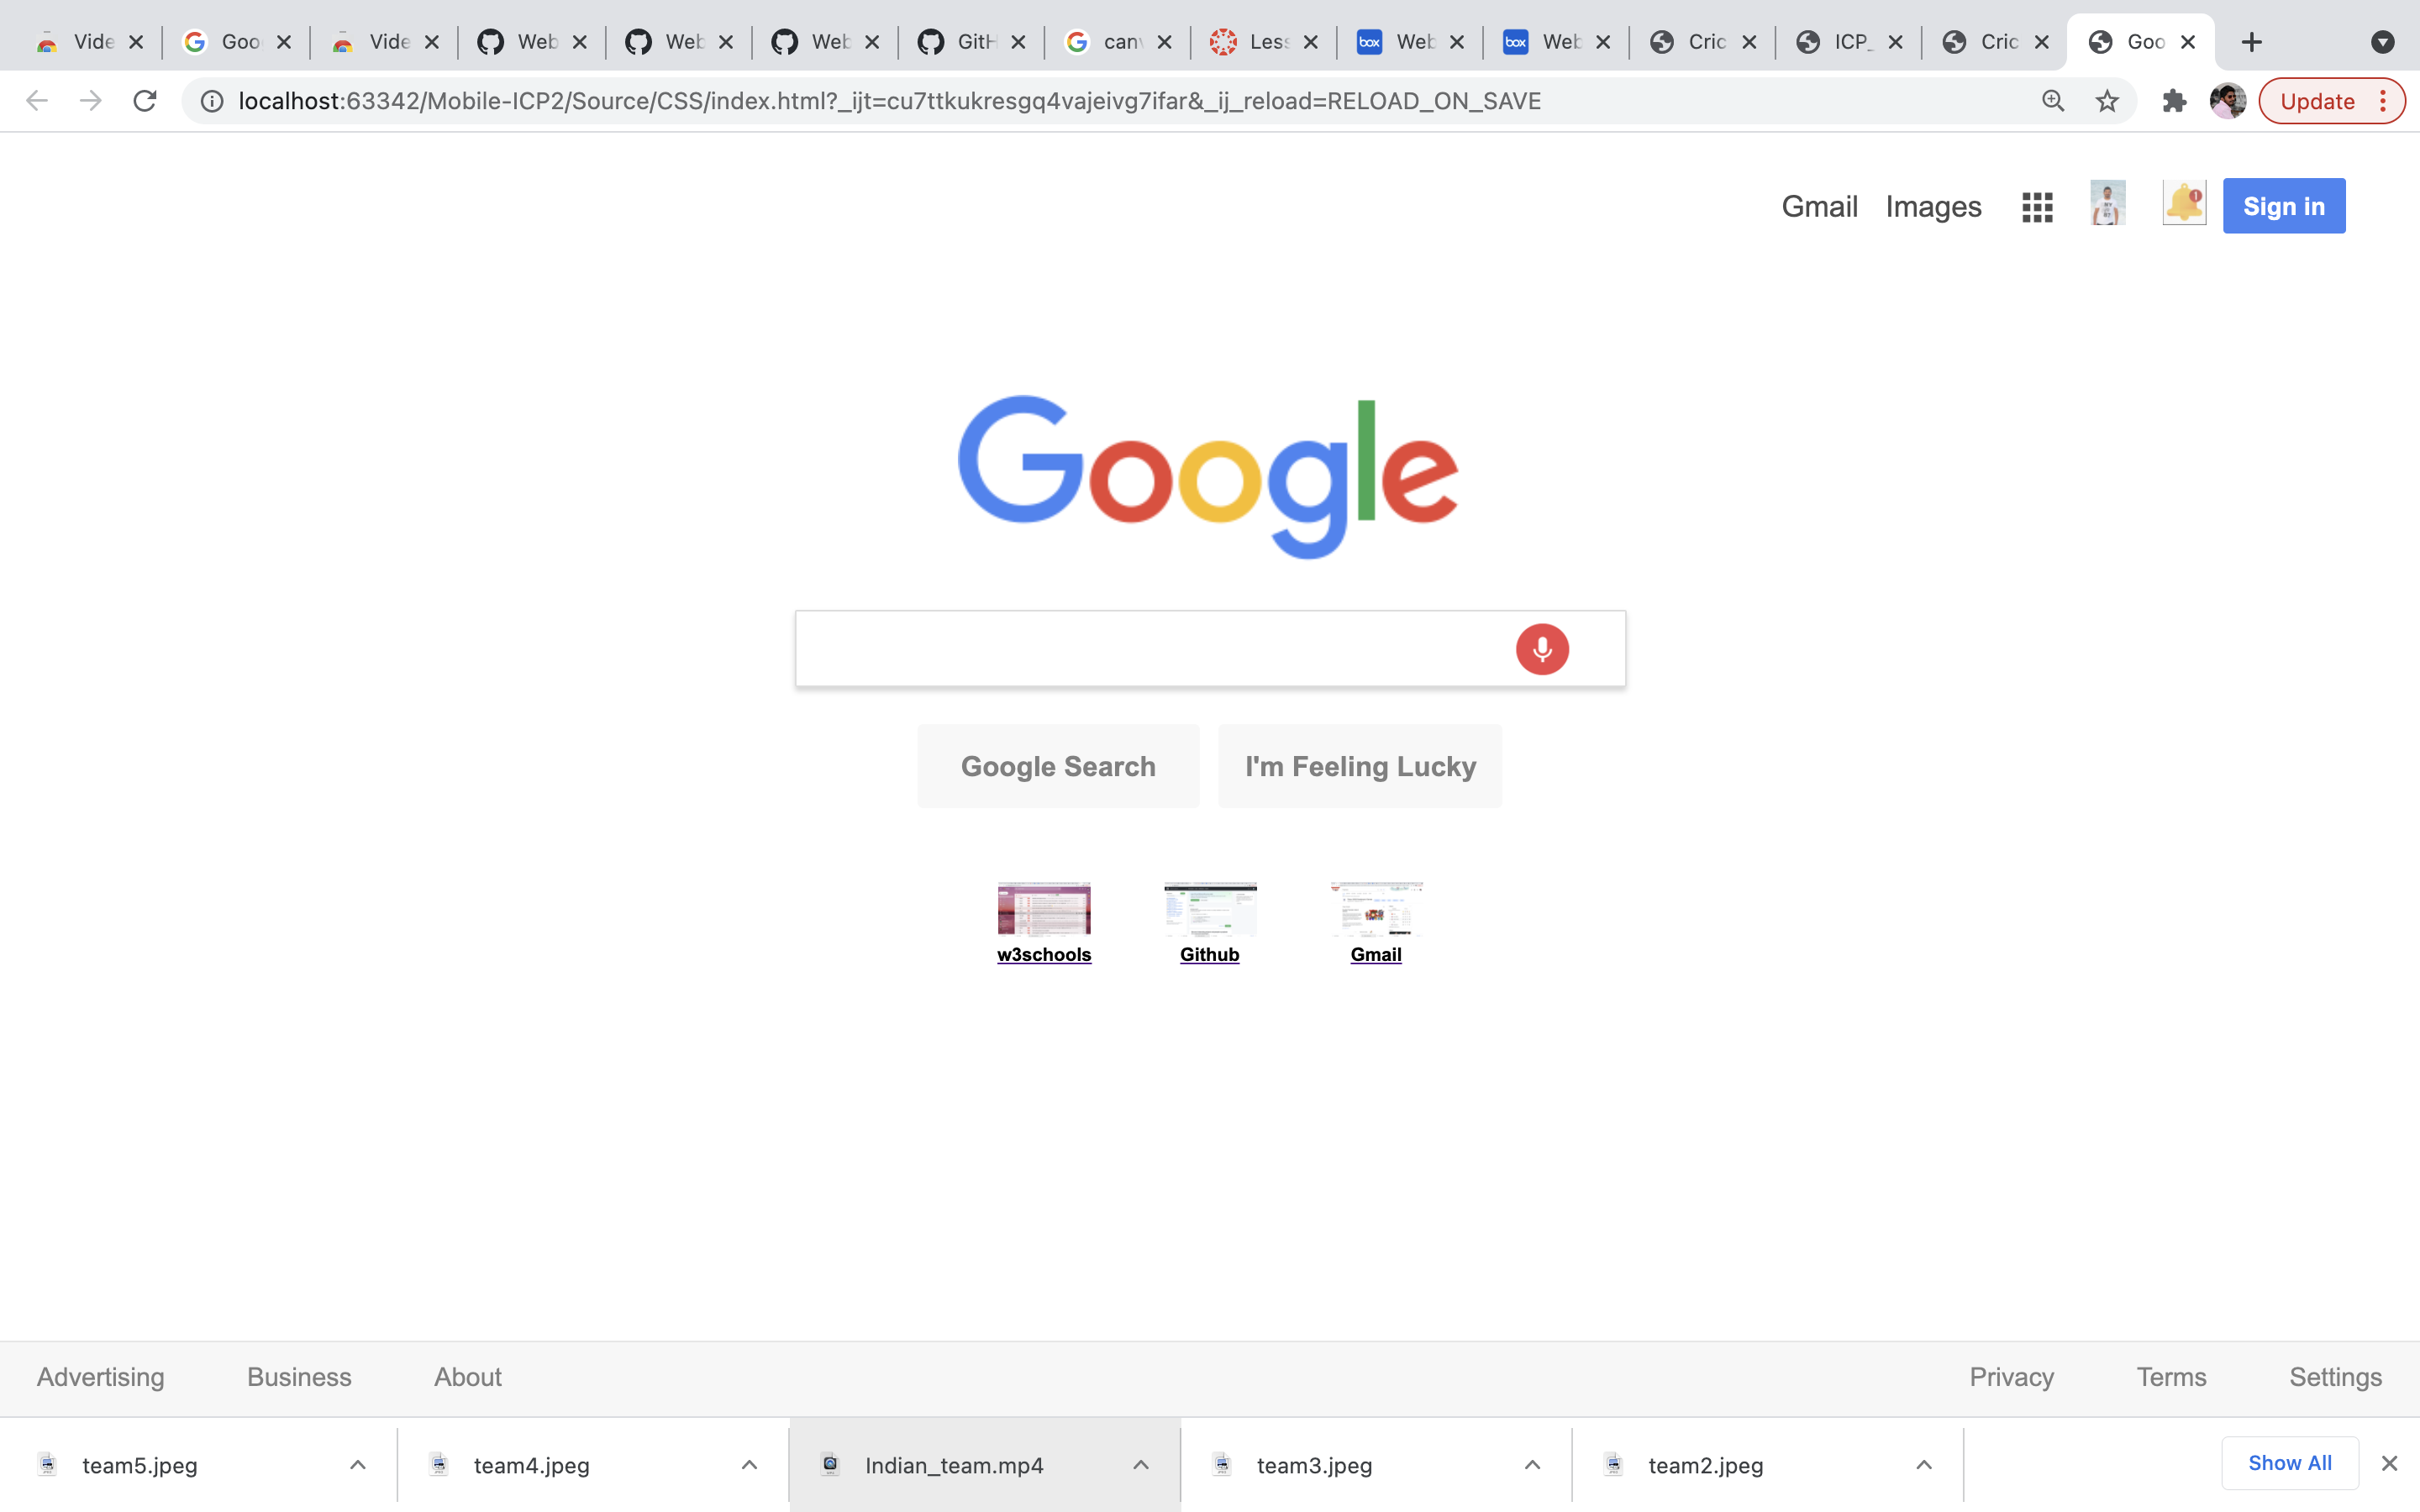 Vide Goo Vide Web Web Web GitH can Less Web Web Cric ICP_ Cric Goo
localhost:63342/Mobile-ICP2/Source/CSS/index.html?_ijt=cu7ttkukresgq4vajeivg7ifar&_ij_reload=RELOAD_ON_SAVE Update
Gmail Images 1 Sign in
Google
Google Search I'm Feeling Lucky
w3schools Github Gmail
Advertising Business About Privacy Terms Settings
team5.jpeg team4.jpeg Indian_team.mp4 team3.jpeg team2.jpeg Show All